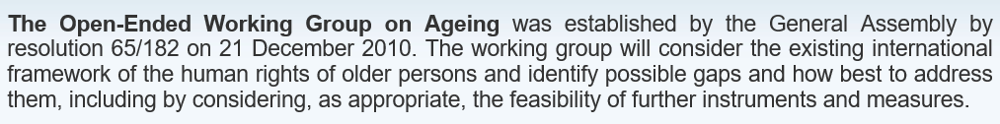 The Open-Ended Working Group on Ageing was established by the General Assembly by
resolution 65/182 on 21 December 2010. The working group will consider the existing international
framework of the human rights of older persons and identify possible gaps and how best to address
them, including by considering, as appropriate, the feasibility of further instruments and measures.